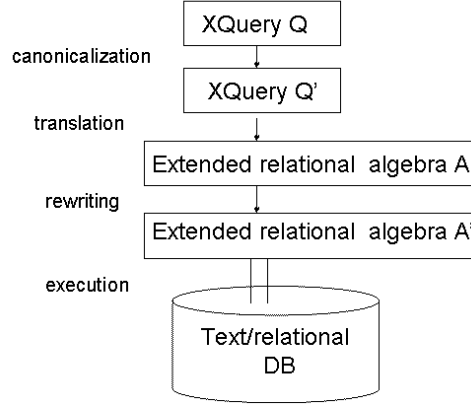 XQuery Q
canonicalization
XQuery Q’
translation
Extended relational algebra A
rewriting
Extended relational algebra A’
execution
Text/relational
DB